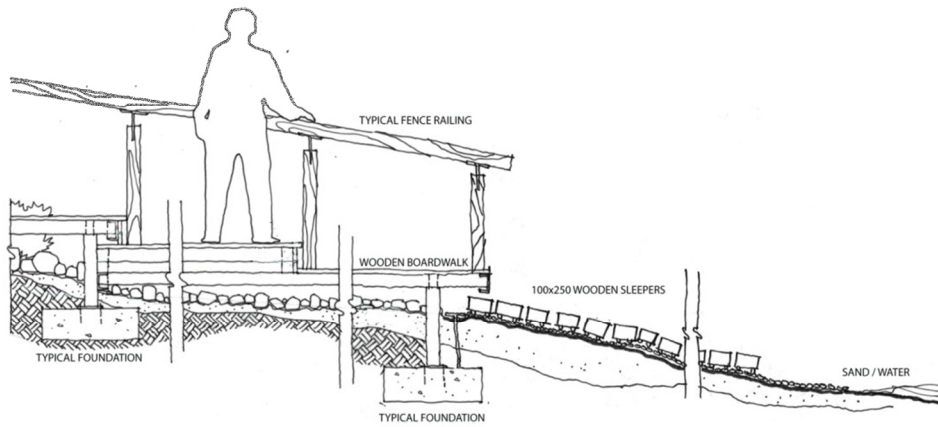 TYPICAL FENCE RAILING
WOODEN BOARDWALK
100x250 WOODEN SLEEPERS
TYPICAL FOUNDATION
SAND / WATER
TYPICAL FOUNDATION